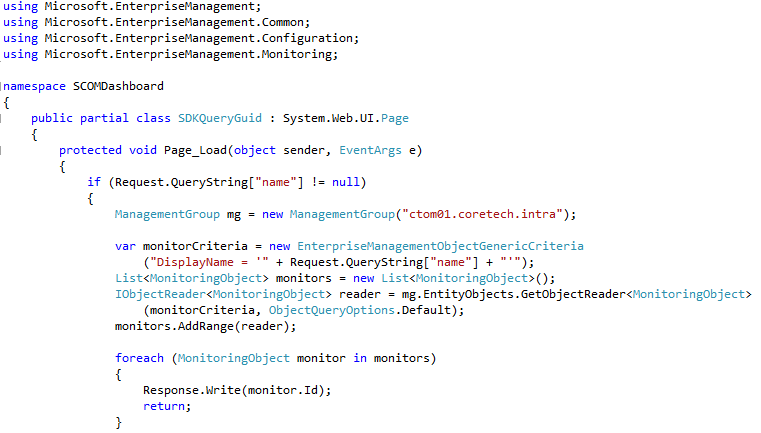 using Microsoft.EnterpriseManagement;
using Microsoft.EnterpriseManagement.Common;
using Microsoft.EnterpriseManagement.Configuration;
using Microsoft.EnterpriseManagement.Monitoring;

namespace SCOMDashboard
{
    public partial class SDKQueryGuid : System.Web.UI.Page
    {
        protected void Page_Load(object sender, EventArgs e)
        {
            if (Request.QueryString["name"] != null)
            {
                ManagementGroup mg = new ManagementGroup("ctom01.coretech.intra");

                var monitorCriteria = new EnterpriseManagementObjectGenericCriteria
                    ("DisplayName = '" + Request.QueryString["name"] + "'");
                List<MonitoringObject> monitors = new List<MonitoringObject>();
                IObjectReader<MonitoringObject> reader = mg.EntityObjects.GetObjectReader<MonitoringObject>
                    (monitorCriteria, ObjectQueryOptions.Default);
                monitors.AddRange(reader);

                foreach (MonitoringObject monitor in monitors)
                {
                    Response.Write(monitor.Id);
                    return;
                }